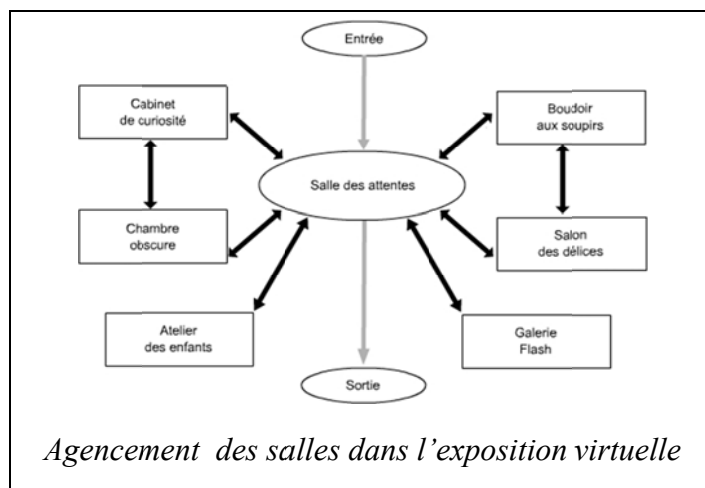 Entrée
Cabinet
de curiosité
Boudoir
aux soupirs
Salle des attentes
Chambre
obscure
Salon
des délices
Atelier
des enfants
Galerie
Flash
Sortie
Agencement des salles dans l’exposition virtuelle